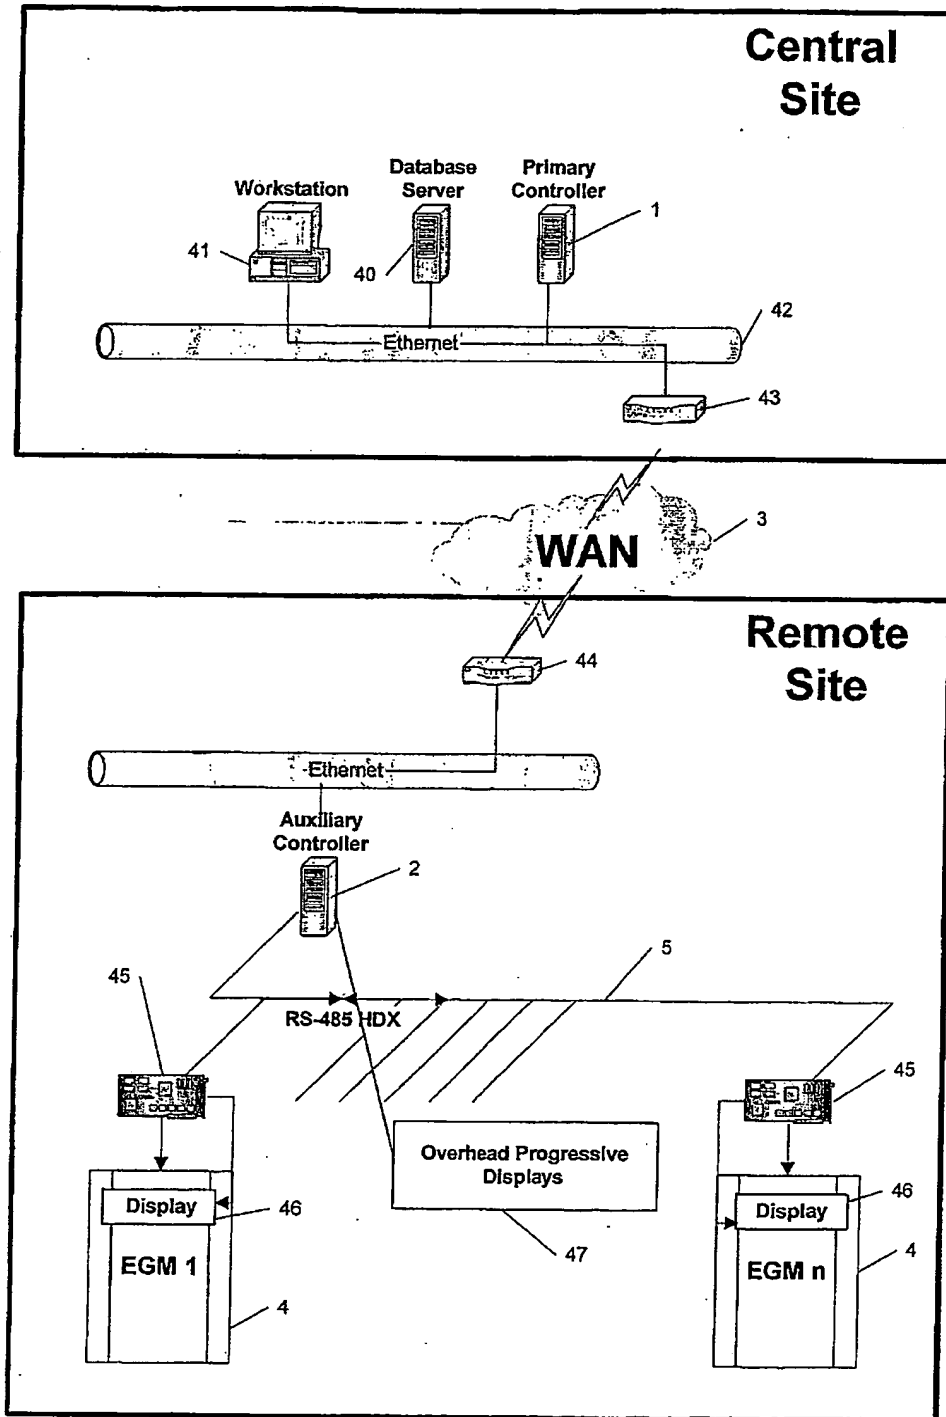 Central
Site
Workstation
Database
Server
Primary
Controller
1
41
40
42
Ethernet
43
3
WAN
Remote
Site
44
Ethernet
Auxiliary
Controller
2
5
45
RS-485 HDX
45
Overhead Progressive
Displays
Display
46
Display
46
47
EGM 1
EGM n
4
4